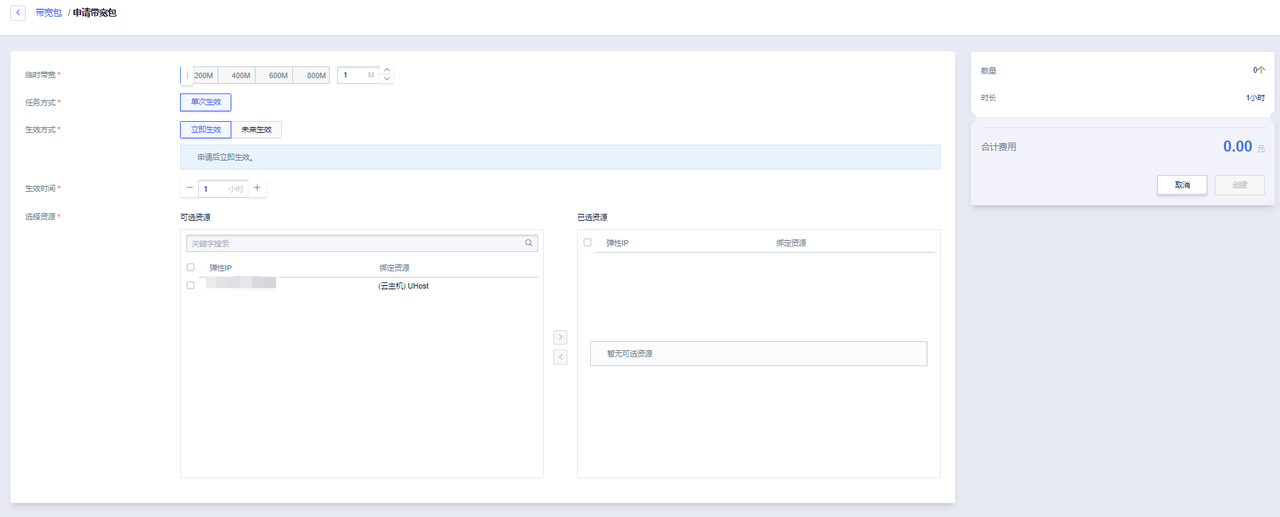 带宽包 / 申请带宽包
临时带宽 *
200M 400M 600M 800M 1 M
任务方式 *
单次生效
生效方式 *
立即生效 未来生效
申请后立即生效。
生效时间 *
− 1 小时 +
选择资源 *
可选资源
关键字搜索
弹性IP 绑定资源
(云主机) UHost
已选资源
弹性IP 绑定资源
暂无可选资源
数量 0个
时长 1小时
合计费用 0.00 元
取消 创建